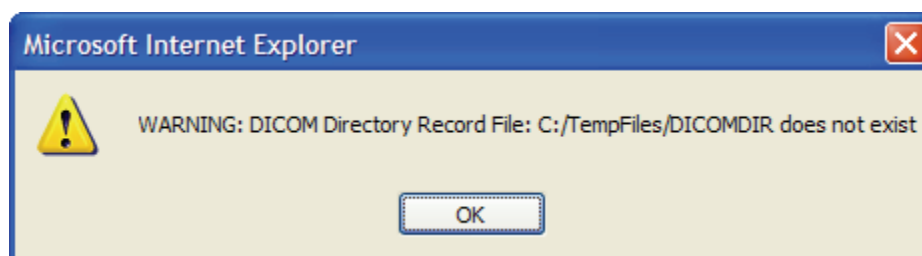 Microsoft Internet Explorer
WARNING: DICOM Directory Record File: C:/TempFiles/DICOMDIR does not exist
OK